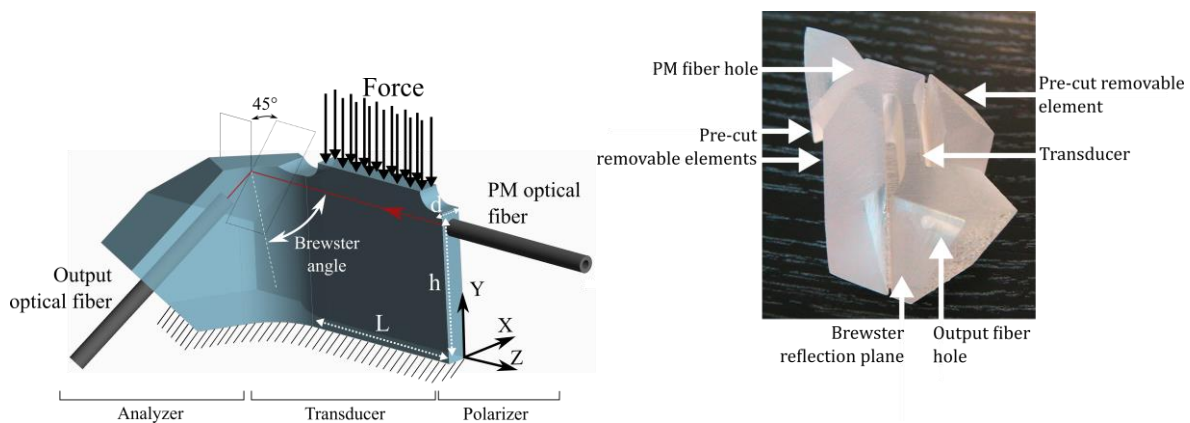 45°
Force
PM optical
fiber
d
Brewster
angle
Output
optical fiber
h
Y
X
L
Z
Analyzer
Transducer
Polarizer
PM fiber hole
Pre-cut removable
element
Pre-cut
removable elements
Transducer
Brewster
reflection plane
Output fiber
hole